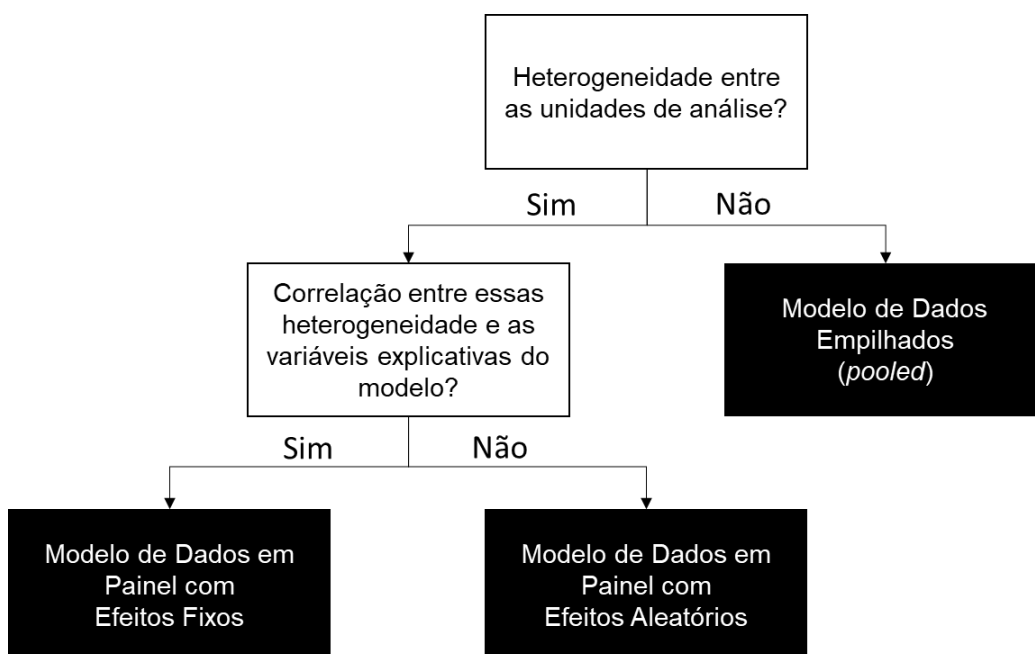 Heterogeneidade entre
as unidades de análise?
Sim
Não
Correlação entre essas
heterogeneidade e as
variáveis explicativas do
modelo?
Modelo de Dados
Empilhados
(pooled)
Sim
Não
Modelo de Dados em
Painel com
Efeitos Fixos
Modelo de Dados em
Painel com
Efeitos Aleatórios